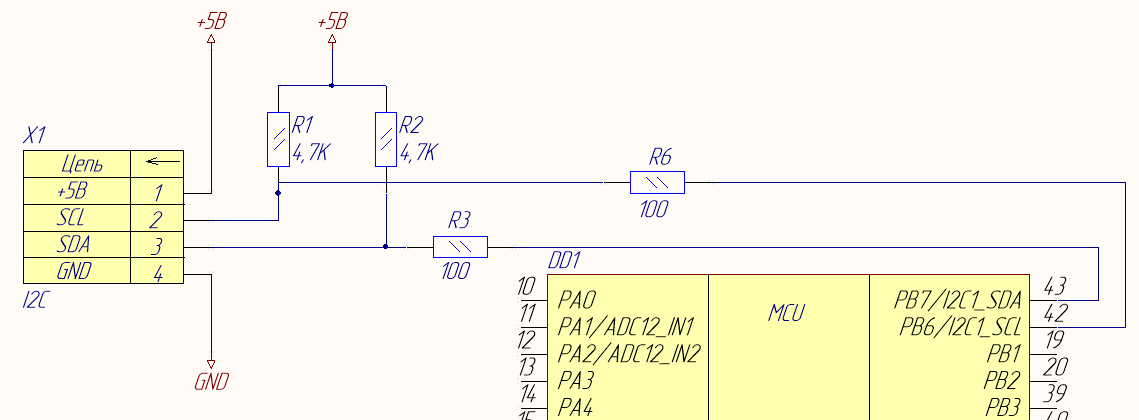 +5В +5В
X1
Цепь
+5В 1
SCL 2
SDA 3
GND 4
I2C
R1
4,7К
R2
4,7К
R6
100
R3
100
GND
DD1
MCU
10 PA0
11 PA1/ADC12_IN1
12 PA2/ADC12_IN2
13 PA3
14 PA4
PB7/I2C1_SDA 43
PB6/I2C1_SCL 42
PB1 19
PB2 20
PB3 39